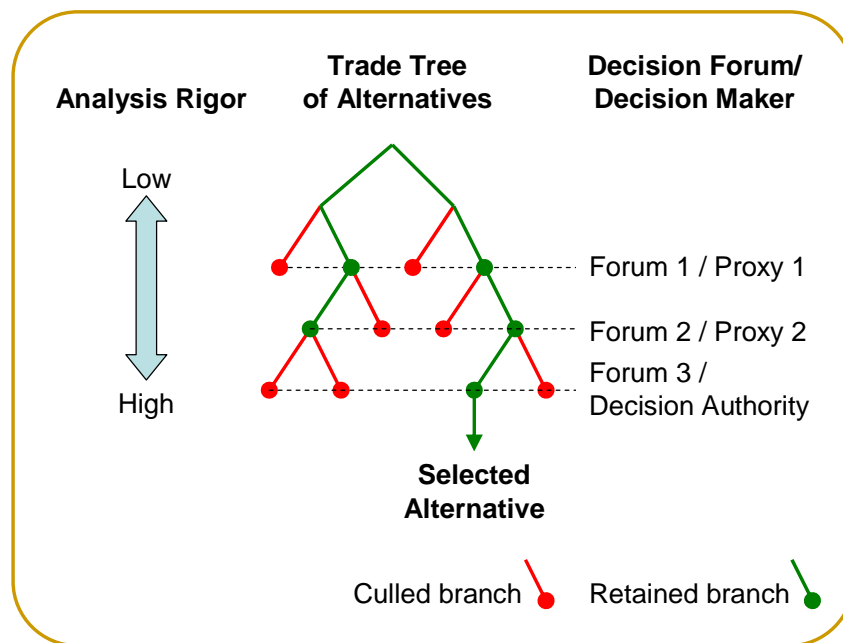 Trade Tree
of Alternatives
Decision Forum/
Decision Maker
Analysis Rigor
Low
Forum 1 / Proxy 1
Forum 2 / Proxy 2
Forum 3 /
Decision Authority
High
Selected
Alternative
Culled branch
Retained branch